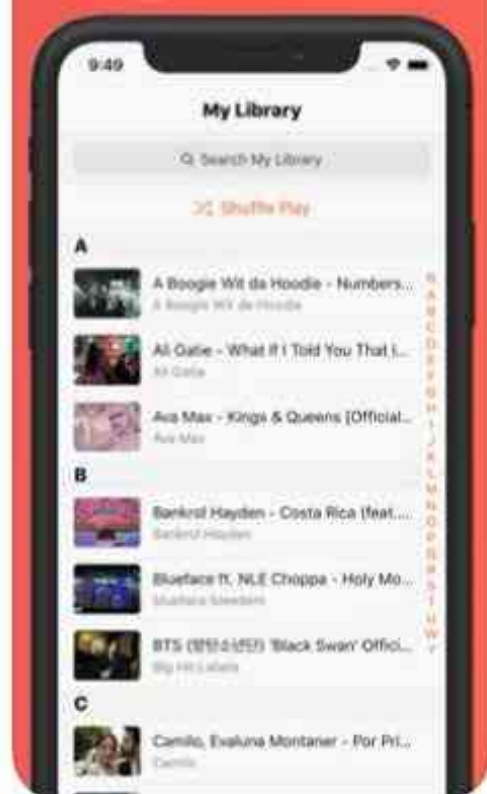 9:49
My Library
Search My Library
Shuffle Play
A
A Boogie Wit da Hoodie - Numbers...
A Boogie Wit da Hoodie
Ali Gatie - What If I Told You That I...
Ali Gatie
Ava Max - Kings & Queens [Official...
Ava Max
B
Bankrol Hayden - Costa Rica (feat....
Bankrol Hayden
Blueface ft. NLE Choppa - Holy Mo...
BTS (방탄소년단) 'Black Swan' Offici...
Big Hit Labels
C
Camilo, Evaluna Montaner - Por Pri...
Camilo